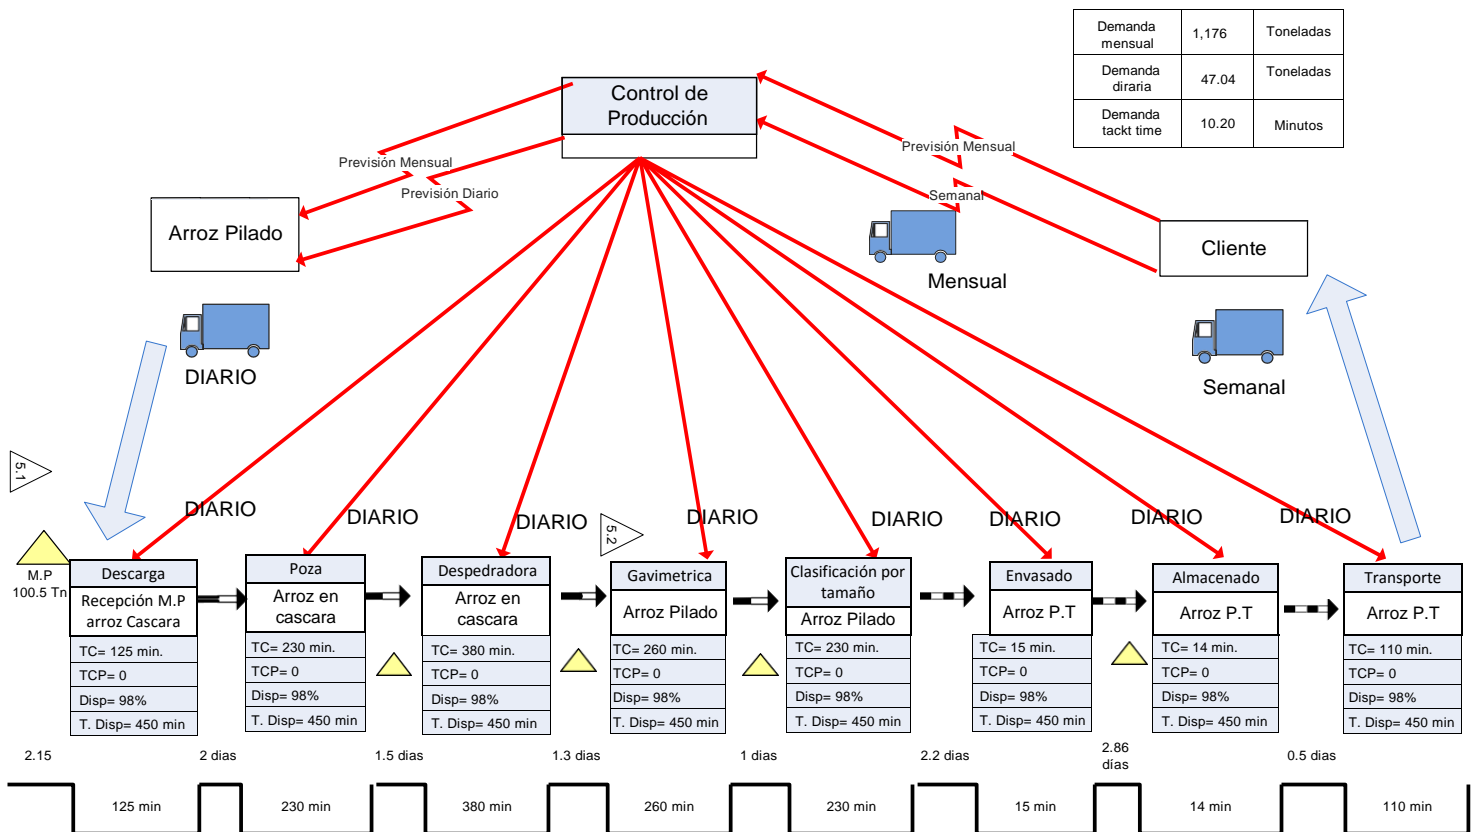 Demanda
mensual
1,176
Toneladas
Demanda
diraria
47.04
Toneladas
Demanda
tackt time
10.20
Minutos
Control de
Producción
Previsión Mensual
Previsión Diario
Previsión Mensual
Semanal
Arroz Pilado
Cliente
Mensual
DIARIO
Semanal
5.1
DIARIO
DIARIO
DIARIO
5.2
DIARIO
DIARIO
DIARIO
DIARIO
DIARIO
M.P
100.5 Tn
Descarga
Recepción M.P
arroz Cascara
TC= 125 min.
TCP= 0
Disp= 98%
T. Disp= 450 min
Poza
Arroz en
cascara
TC= 230 min.
TCP= 0
Disp= 98%
T. Disp= 450 min
Despedradora
Arroz en
cascara
TC= 380 min.
TCP= 0
Disp= 98%
T. Disp= 450 min
Gavimetrica
Arroz Pilado
TC= 260 min.
TCP= 0
Disp= 98%
T. Disp= 450 min
Clasificación por
tamaño
Arroz Pilado
TC= 230 min.
TCP= 0
Disp= 98%
T. Disp= 450 min
Envasado
Arroz P.T
TC= 15 min.
TCP= 0
Disp= 98%
T. Disp= 450 min
Almacenado
Arroz P.T
TC= 14 min.
TCP= 0
Disp= 98%
T. Disp= 450 min
Transporte
Arroz P.T
TC= 110 min.
TCP= 0
Disp= 98%
T. Disp= 450 min
2.15
2 dias
1.5 dias
1.3 dias
1 dias
2.2 dias
2.86
días
0.5 dias
125 min
230 min
380 min
260 min
230 min
15 min
14 min
110 min